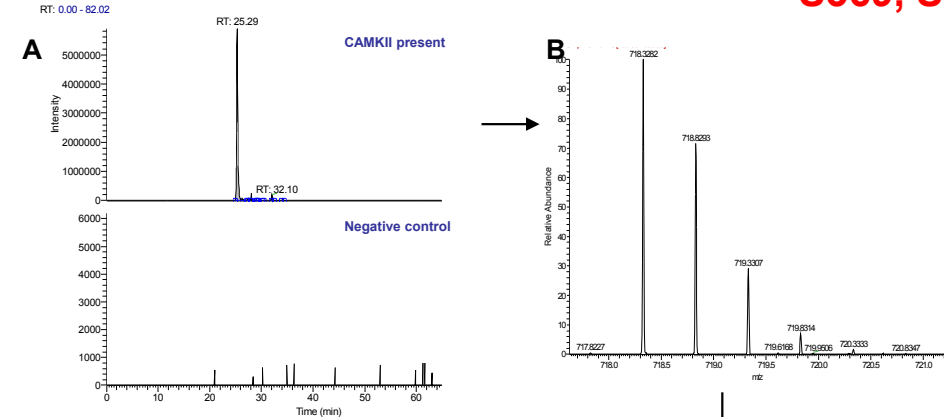 RT: 0.00 - 82.02
A
RT: 25.29
CAMKII present
5000000
4000000
3000000
2000000
1000000
0
Intensity
RT: 32.10
Negative control
6000
5000
4000
3000
2000
1000
0
0 10 20 30 40 50 60
Time (min)
B
718.3282
100
90
80
70
60
50
40
30
20
10
0
Relative Abundance
718.8293
719.3307
719.8314
717.8227
719.6168
719.9506
720.3333
720.8347
718.0 718.5 719.0 719.5 720.0 720.5 721.0
m/z